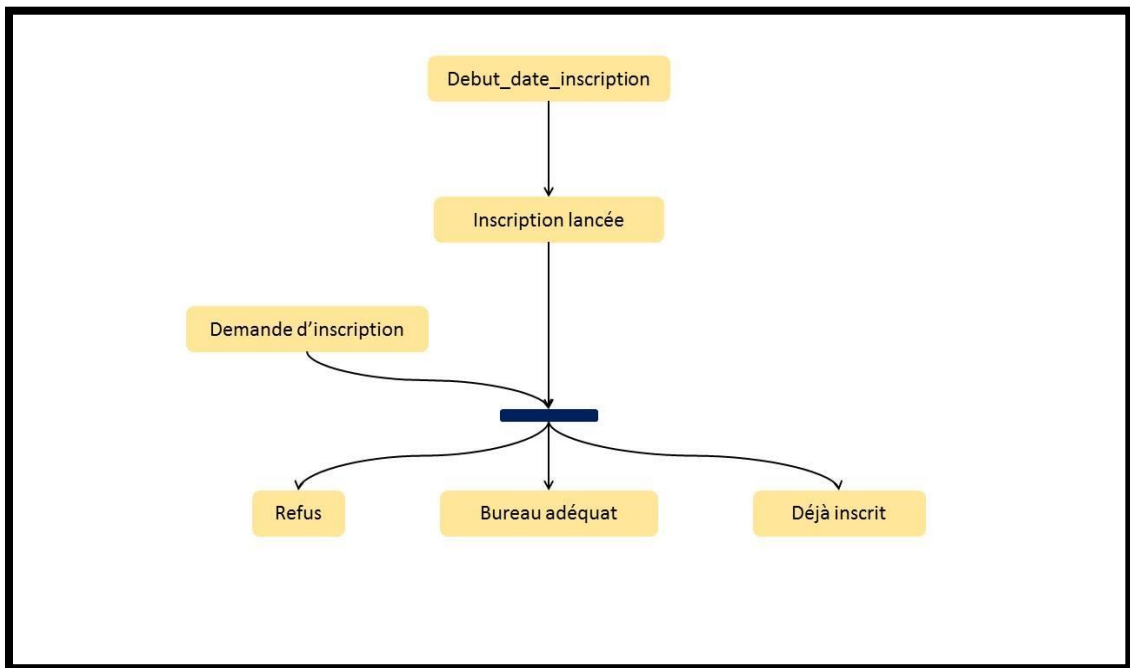 Debut_date_inscription
Inscription lancée
Demande d’inscription
Refus
Bureau adéquat
Déjà inscrit